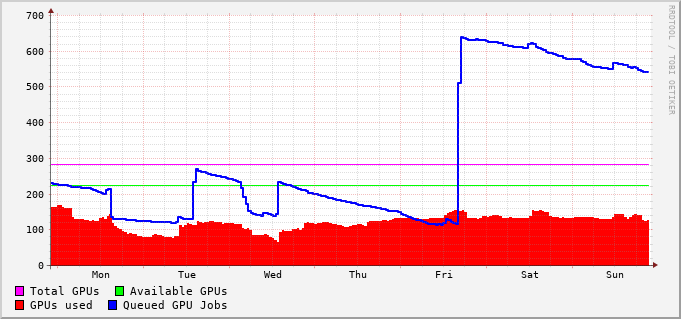 700
600
500
400
300
200
100
0
Mon Tue Wed Thu Fri Sat Sun
Total GPUs Available GPUs
GPUs used Queued GPU Jobs
RRDTOOL / TOBI OETIKER